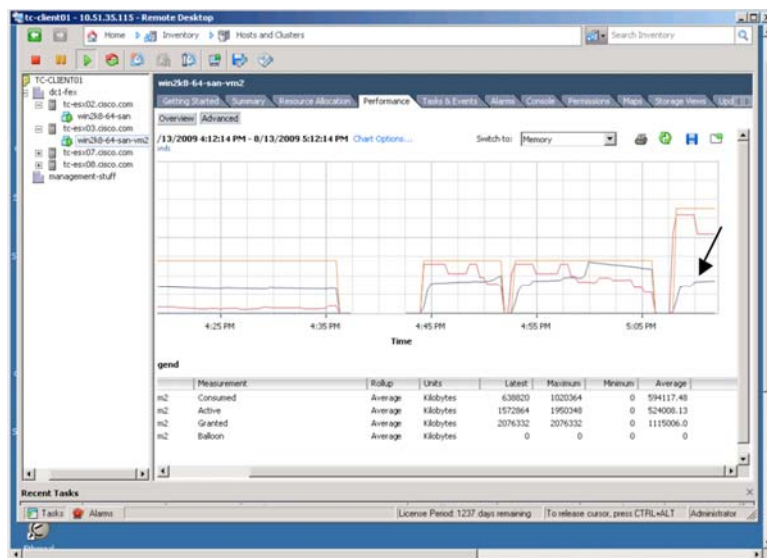 tc-client01 - 10.51.35.115 - Remote Desktop
Home Inventory Hosts and Clusters
Search Inventory
TC-CLIENT01
dc1-fex
tc-esx02.cisco.com
win2k8-64-san
tc-esx03.cisco.com
win2k8-64-san-vm2
tc-esx07.cisco.com
tc-esx08.cisco.com
management-stuff
win2k8-64-san-vm2
Getting Started Summary Resource Allocation Performance Tasks & Events Alarms Console Permissions Maps Storage Views Upd
Overview Advanced
/13/2009 4:12:14 PM - 8/13/2009 5:12:14 PM Chart Options...
Switch to: Memory
4:25 PM 4:35 PM 4:45 PM 4:55 PM 5:05 PM
Time
gend
Measurement Rollup Units Latest Maximum Minimum Average
m2 Consumed Average Kilobytes 638820 1020364 0 594117.48
m2 Active Average Kilobytes 1572864 1950348 0 524008.13
m2 Granted Average Kilobytes 2076332 2076332 0 1115006.0
m2 Balloon Average Kilobytes 0 0 0 0
Recent Tasks
Tasks Alarms
License Period: 1237 days remaining
To release cursor, press CTRL+ALT
Administrator